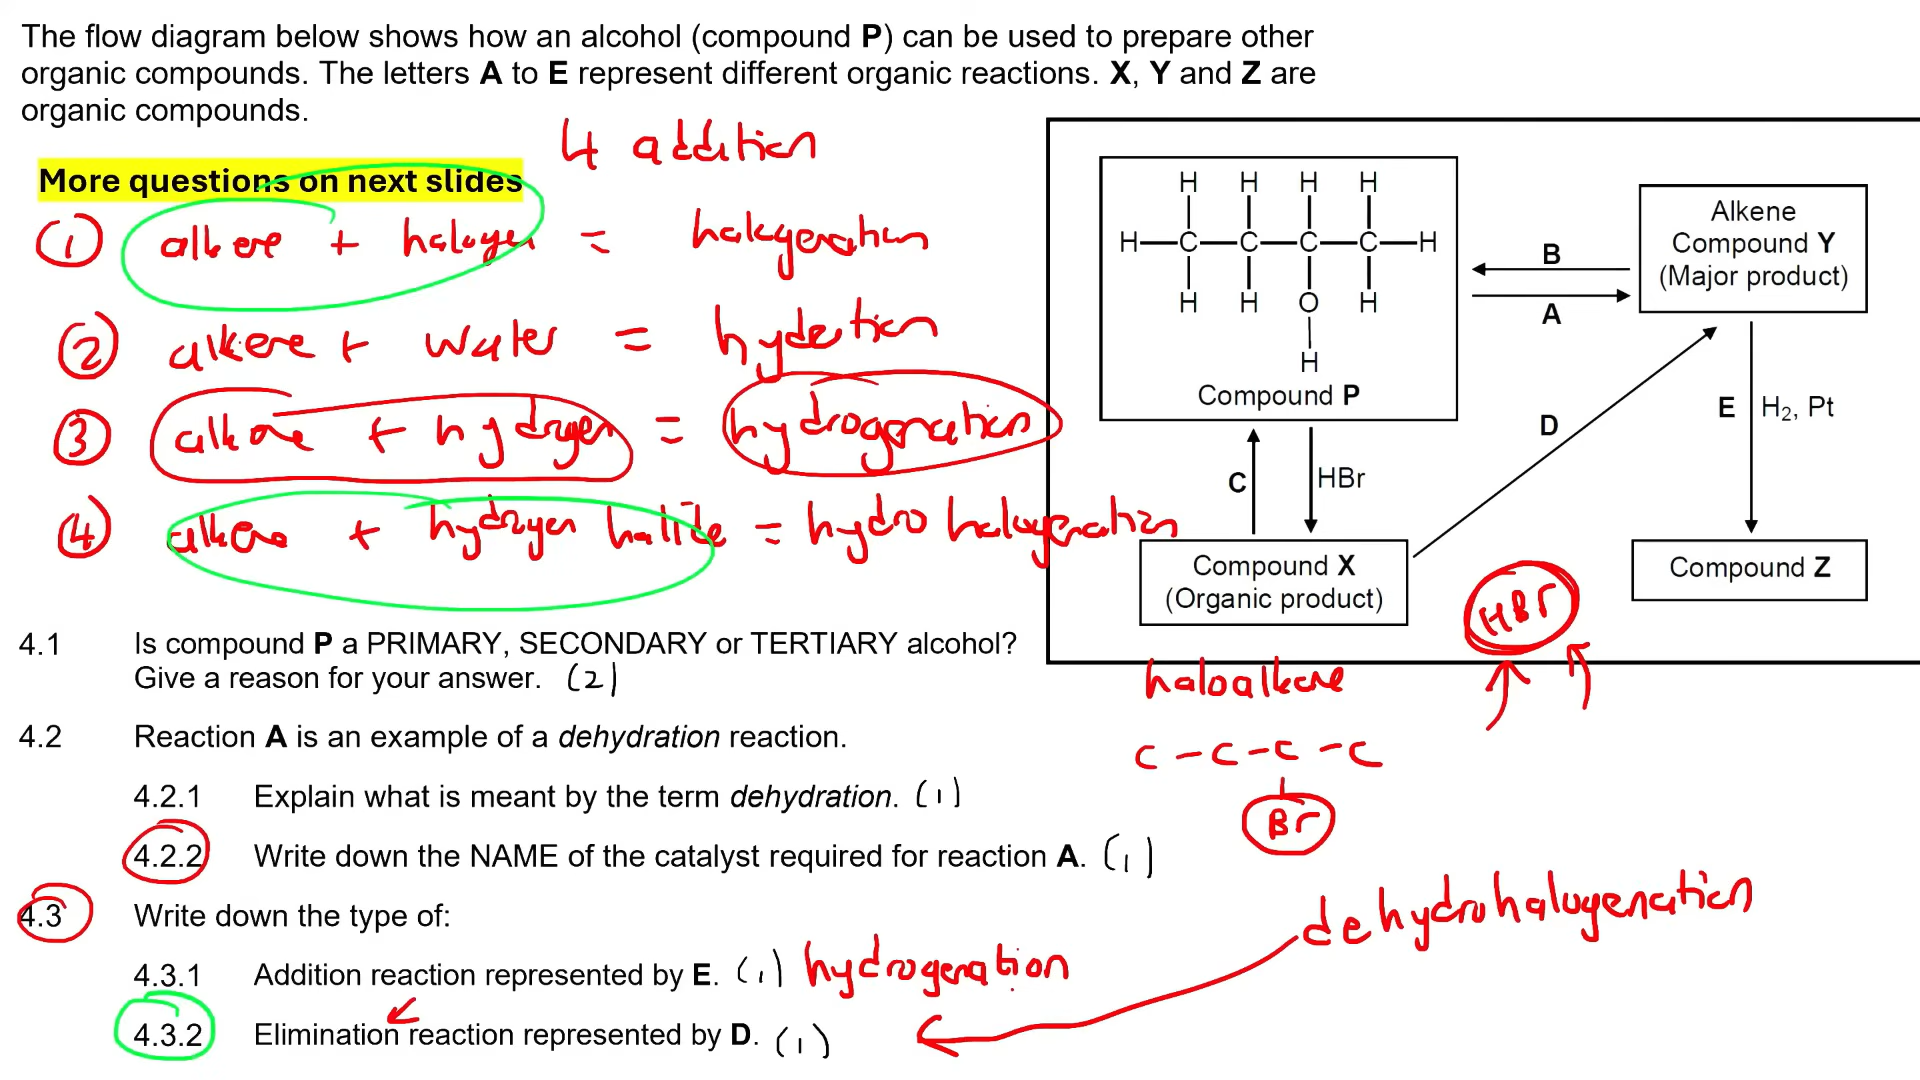 The flow diagram below shows how an alcohol (compound P) can be used to prepare other
organic compounds. The letters A to E represent different organic reactions. X, Y and Z are
organic compounds.
4 addition
More questions on next slides
① alkene + halogen = halogenation
② alkene + water = hydration
③ alkene + hydrogen = hydrogenation
④ alkene + hydrogen halide = hydrohalogenation
H H H H
H—C—C—C—C—H
H H O H
H
Compound P
Alkene
Compound Y
(Major product)
B
A
C
HBr
D
E H₂, Pt
Compound X
(Organic product)
Compound Z
HBr
haloalkane
C – C – C – C
Br
4.1 Is compound P a PRIMARY, SECONDARY or TERTIARY alcohol?
Give a reason for your answer. (2)
4.2 Reaction A is an example of a dehydration reaction.
4.2.1 Explain what is meant by the term dehydration. (1)
4.2.2 Write down the NAME of the catalyst required for reaction A. (1)
4.3 Write down the type of:
dehydrohalogenation
4.3.1 Addition reaction represented by E. (1) hydrogenation
4.3.2 Elimination reaction represented by D. (1)